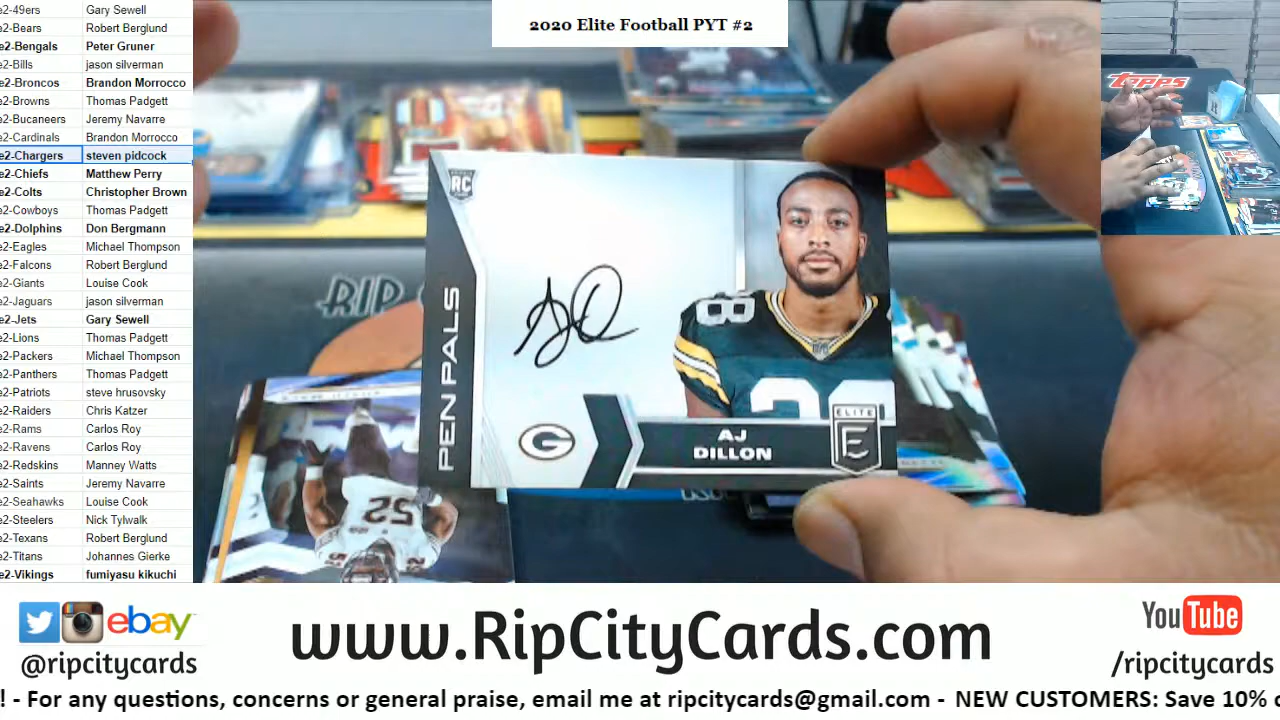 e2-49ers Gary Sewell
e2-Bears Robert Berglund
e2-Bengals Peter Gruner
e2-Bills jason silverman
e2-Broncos Brandon Morrocco
e2-Browns Thomas Padgett
e2-Bucaneers Jeremy Navarre
e2-Cardinals Brandon Morrocco
e2-Chargers steven pidcock
e2-Chiefs Matthew Perry
e2-Colts Christopher Brown
e2-Cowboys Thomas Padgett
e2-Dolphins Don Bergmann
e2-Eagles Michael Thompson
e2-Falcons Robert Berglund
e2-Giants Louise Cook
e2-Jaguars jason silverman
e2-Jets Gary Sewell
e2-Lions Thomas Padgett
e2-Packers Michael Thompson
e2-Panthers Thomas Padgett
e2-Patriots steve hrusovsky
e2-Raiders Chris Katzer
e2-Rams Carlos Roy
e2-Ravens Carlos Roy
e2-Redskins Manney Watts
e2-Saints Jeremy Navarre
e2-Seahawks Louise Cook
e2-Steelers Nick Tylwalk
e2-Texans Robert Berglund
e2-Titans Johannes Gierke
e2-Vikings fumiyasu kikuchi
2020 Elite Football PYT #2
topps
RIP
RC
PEN PALS
AJD
G
AJ
DILLON
ELITE
E
52
ebay
@ripcitycards
www.RipCityCards.com
YouTube
/ripcitycards
! - For any questions, concerns or general praise, email me at ripcitycards@gmail.com - NEW CUSTOMERS: Save 10%